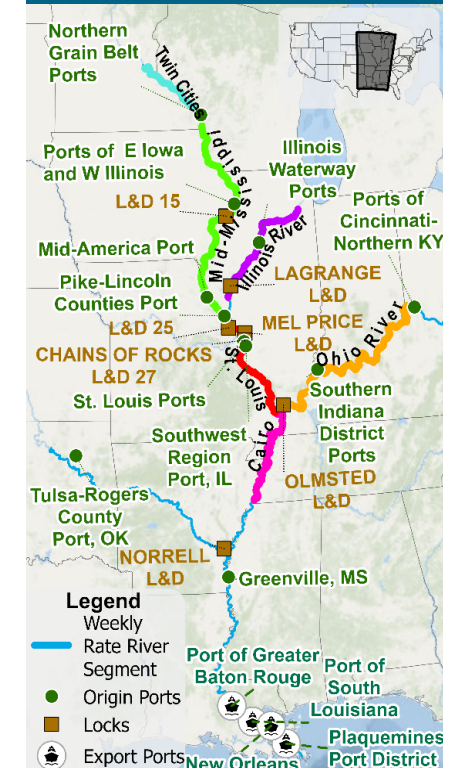 Northern
Grain Belt
Ports
Twin Cities
Mid-Mississippi
Ports of E Iowa
and W Illinois
Illinois
Waterway
Ports
L&D 15
Ports of
Cincinnati-
Northern KY
Mid-America Port
Illinois River
LAGRANGE
L&D
Pike-Lincoln
Counties Port
L&D 25
MEL PRICE
L&D
Ohio River
CHAINS OF ROCKS
L&D 27
St. Louis
St. Louis Ports
Southern
Indiana
District
Ports
Southwest
Region
Port, IL
Cairo
OLMSTED
L&D
Tulsa-Rogers
County
Port, OK
NORRELL
L&D
Greenville, MS
Legend
Weekly
Rate River
Segment
Origin Ports
Locks
Export Ports
Port of Greater
Baton Rouge
Port of
South
Louisiana
Plaquemines
Port District
New Orleans